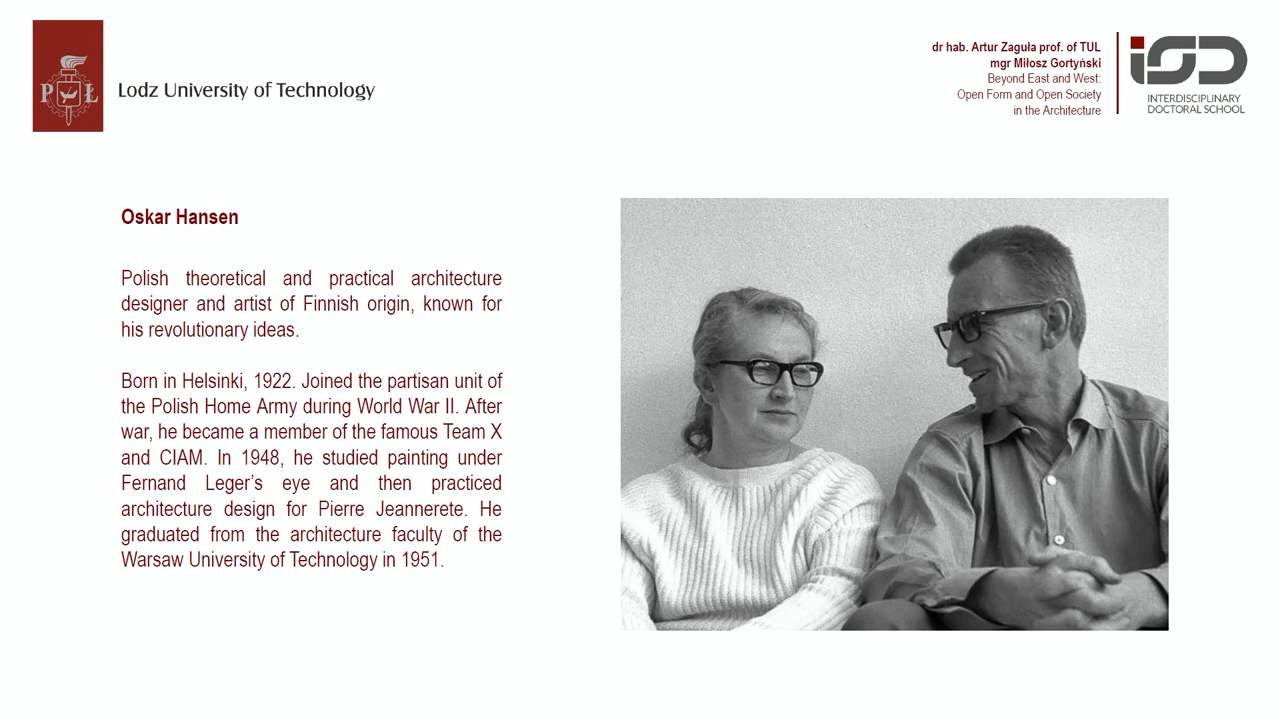 P Ł
Lodz University of Technology
dr hab. Artur Zaguła prof. of TUL
mgr Miłosz Gortyński
Beyond East and West:
Open Form and Open Society
in the Architecture
ISD
INTERDISCIPLINARY
DOCTORAL SCHOOL
Oskar Hansen
Polish theoretical and practical architecture
designer and artist of Finnish origin, known for
his revolutionary ideas.
Born in Helsinki, 1922. Joined the partisan unit of
the Polish Home Army during World War II. After
war, he became a member of the famous Team X
and CIAM. In 1948, he studied painting under
Fernand Leger's eye and then practiced
architecture design for Pierre Jeannerete. He
graduated from the architecture faculty of the
Warsaw University of Technology in 1951.